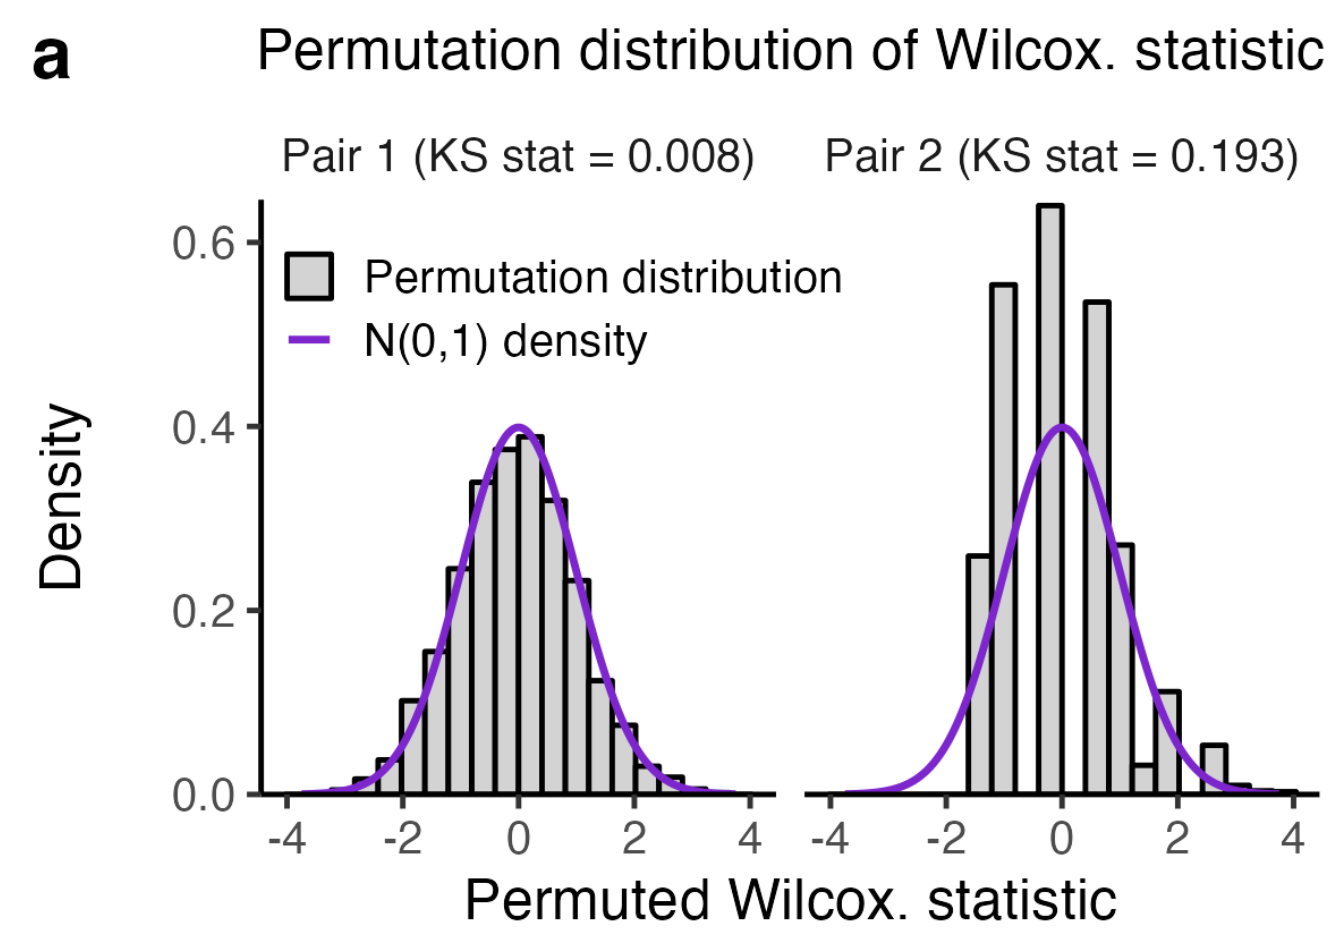 a
Permutation distribution of Wilcox. statistic
Pair 1 (KS stat = 0.008)
Pair 2 (KS stat = 0.193)
Permutation distribution
N(0,1) density
Density
0.6
0.4
0.2
0.0
-4 -2 0 2 4
-4 -2 0 2 4
Permuted Wilcox. statistic